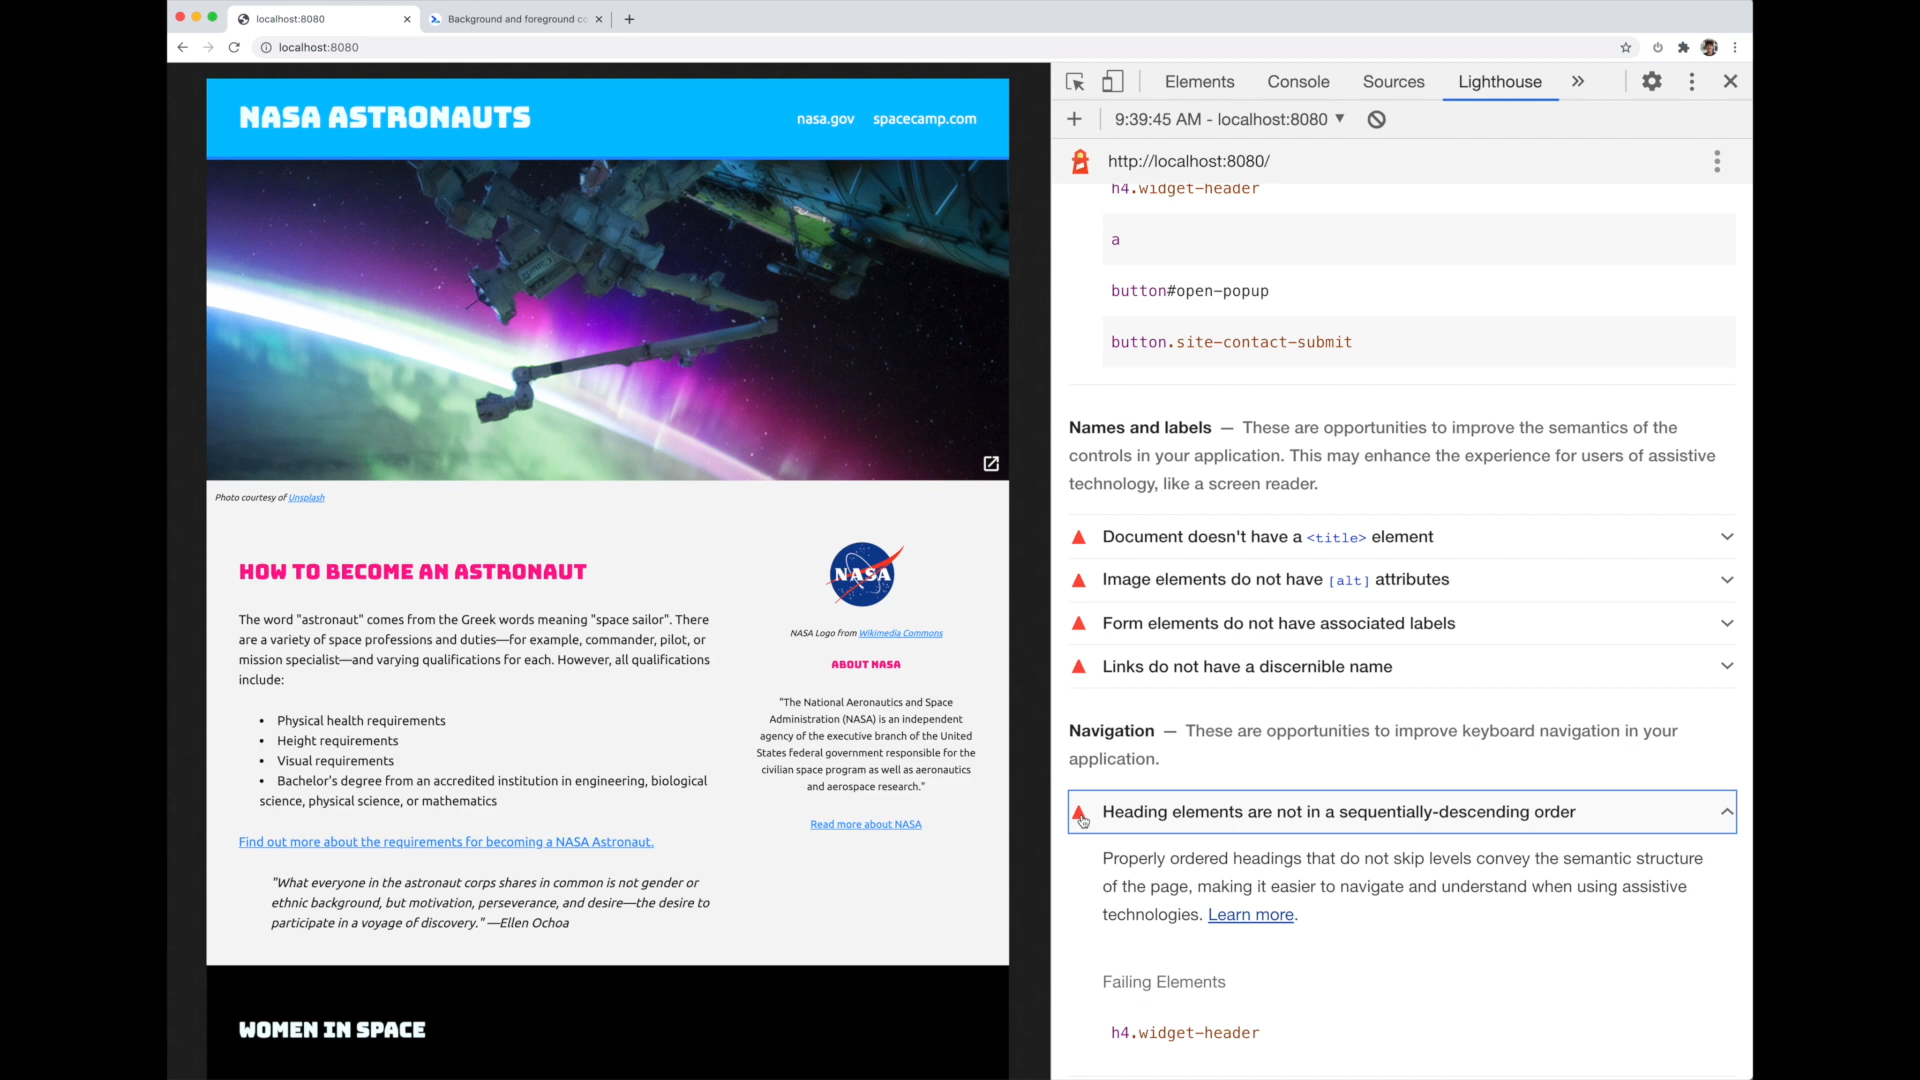 localhost:8080
Background and foreground co
localhost:8080
NASA ASTRONAUTS
nasa.gov
spacecamp.com
Photo courtesy of Unsplash
HOW TO BECOME AN ASTRONAUT
The word "astronaut" comes from the Greek words meaning "space sailor". There
are a variety of space professions and duties—for example, commander, pilot, or
mission specialist—and varying qualifications for each. However, all qualifications
include:
• Physical health requirements
• Height requirements
• Visual requirements
• Bachelor's degree from an accredited institution in engineering, biological
science, physical science, or mathematics
Find out more about the requirements for becoming a NASA Astronaut.
"What everyone in the astronaut corps shares in common is not gender or
ethnic background, but motivation, perseverance, and desire—the desire to
participate in a voyage of discovery." —Ellen Ochoa
NASA
NASA Logo from Wikimedia Commons
ABOUT NASA
"The National Aeronautics and Space
Administration (NASA) is an independent
agency of the executive branch of the United
States federal government responsible for the
civilian space program as well as aeronautics
and aerospace research."
Read more about NASA
WOMEN IN SPACE
Elements
Console
Sources
Lighthouse
9:39:45 AM - localhost:8080
http://localhost:8080/
h4.widget-header
a
button#open-popup
button.site-contact-submit
Names and labels — These are opportunities to improve the semantics of the
controls in your application. This may enhance the experience for users of assistive
technology, like a screen reader.
Document doesn't have a <title> element
Image elements do not have [alt] attributes
Form elements do not have associated labels
Links do not have a discernible name
Navigation — These are opportunities to improve keyboard navigation in your
application.
Heading elements are not in a sequentially-descending order
Properly ordered headings that do not skip levels convey the semantic structure
of the page, making it easier to navigate and understand when using assistive
technologies. Learn more.
Failing Elements
h4.widget-header